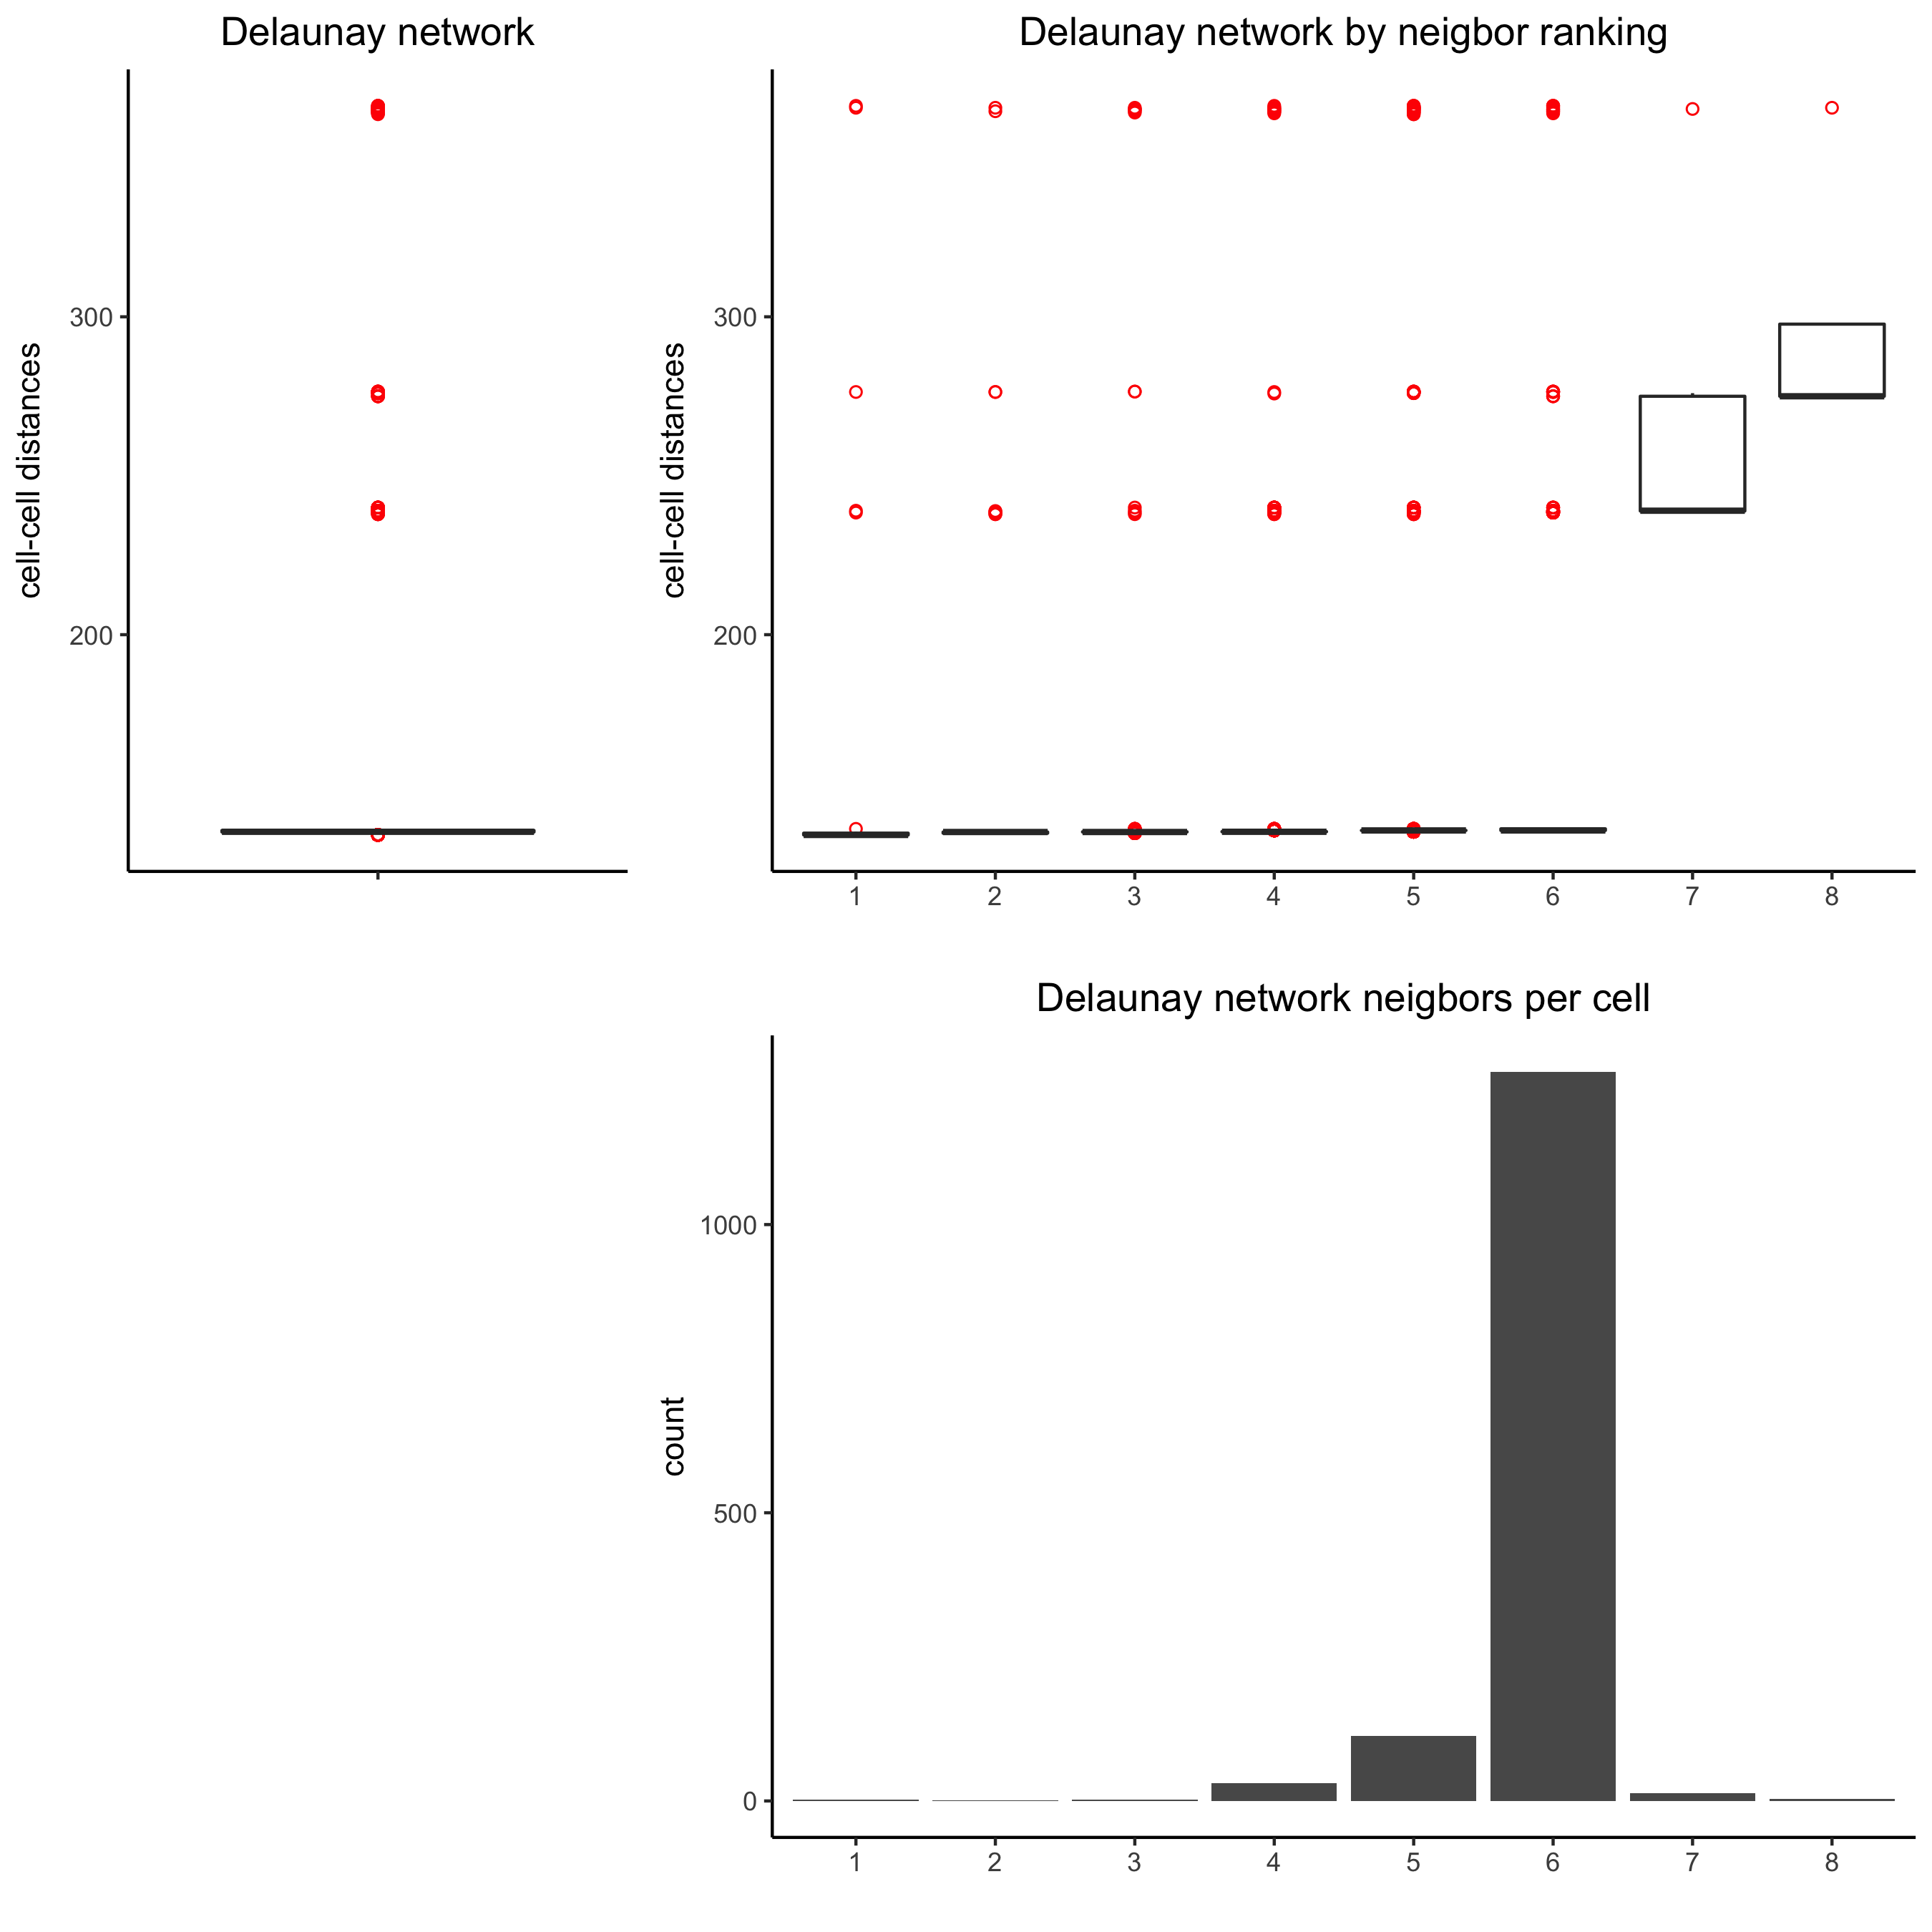 Delaunay network
cell-cell distances
300
200
Delaunay network by neigbor ranking
cell-cell distances
300
200
1 2 3 4 5 6 7 8
Delaunay network neigbors per cell
count
1000
500
0
1 2 3 4 5 6 7 8